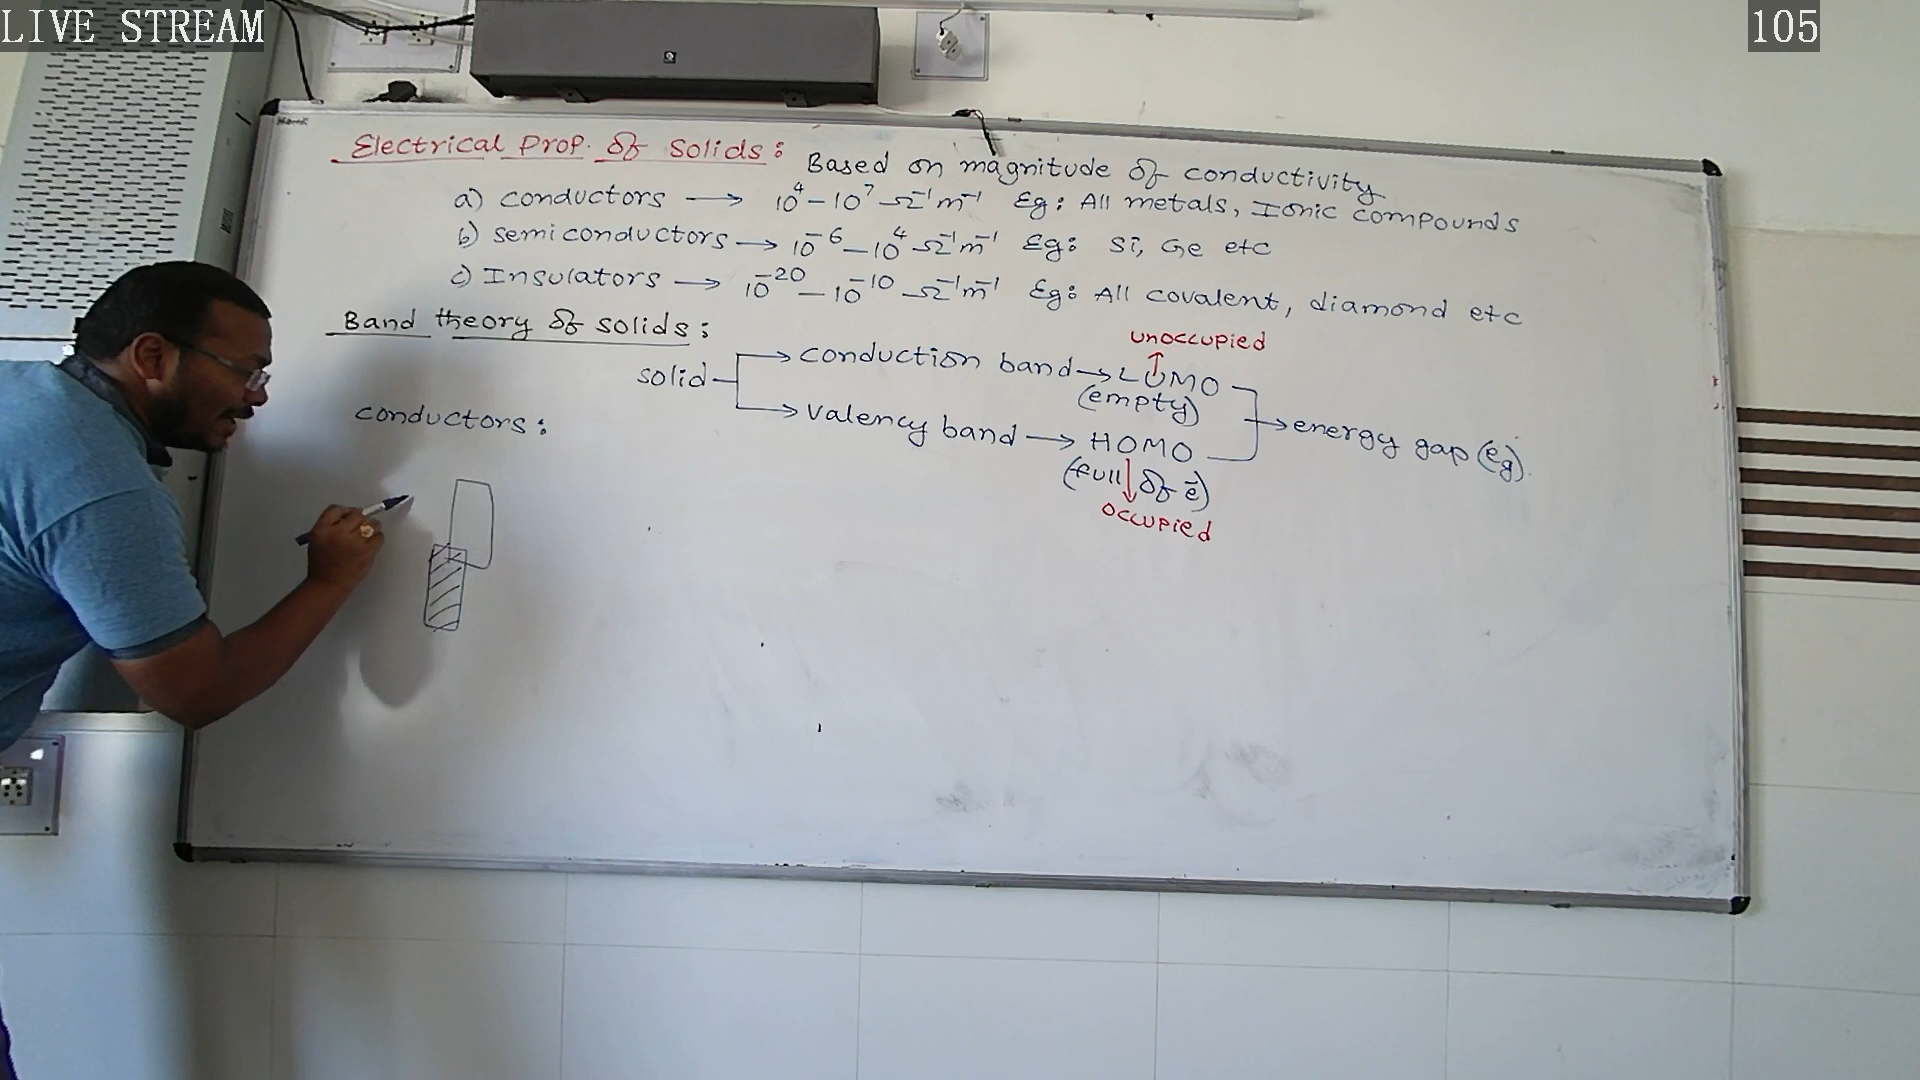 LIVE STREAM
105
Electrical Prop. of solids: Based on magnitude of conductivity
a) conductors → 10⁴ – 10⁷ Ω⁻¹m⁻¹ Eg: All metals, Ionic compounds
b) semiconductors → 10⁻⁶ – 10⁴ Ω⁻¹m⁻¹ Eg: Si, Ge etc
c) Insulators → 10⁻²⁰ – 10⁻¹⁰ Ω⁻¹m⁻¹ Eg: All covalent, diamond etc
Band theory of solids:
unoccupied
solid → conduction band → LUMO
(empty)
→ valency band → HOMO → energy gap (Eg).
(full of e⁻)
occupied
conductors: